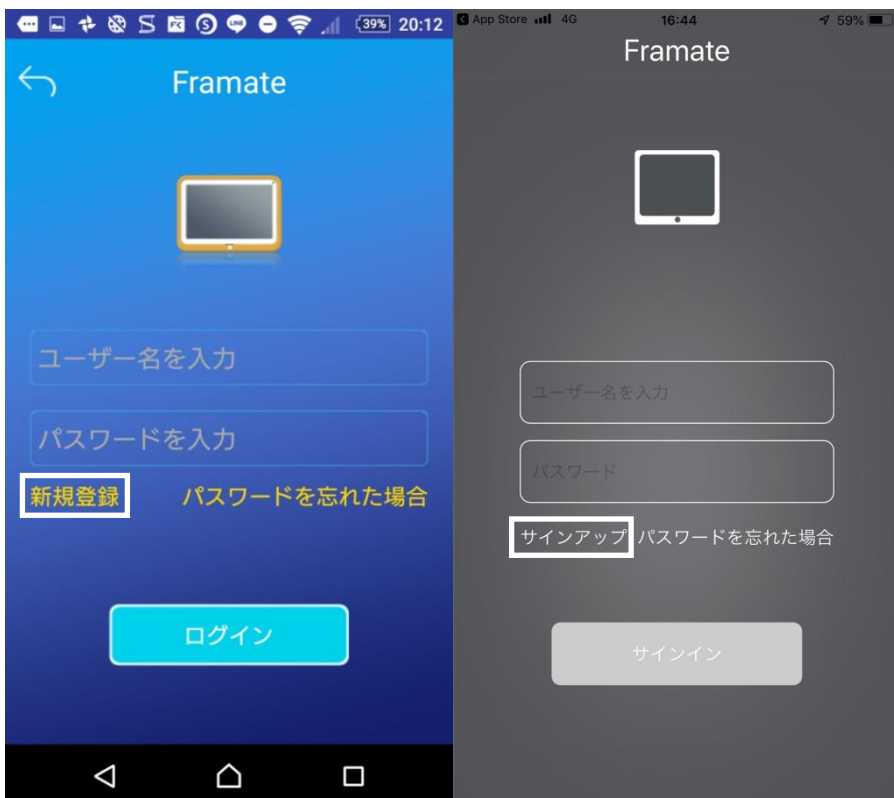 39% 20:12
Framate
ユーザー名を入力
パスワードを入力
新規登録 パスワードを忘れた場合
ログイン
App Store 4G 16:44 59%
Framate
ユーザー名を入力
パスワード
サインアップ パスワードを忘れた場合
サインイン